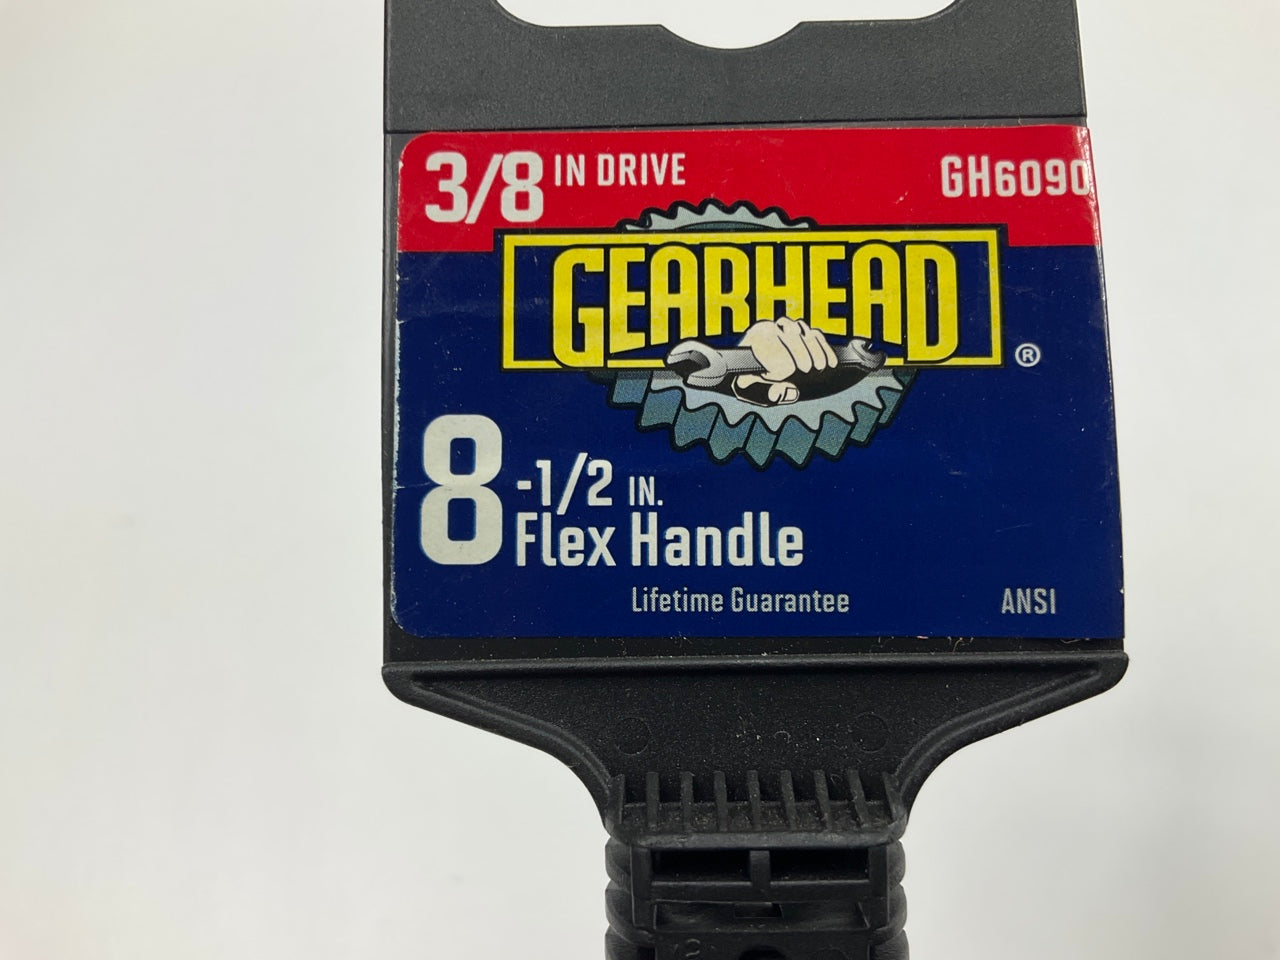 3/8 IN DRIVE
GH6090
GEARHEAD
®
8-1/2 IN.
Flex Handle
Lifetime Guarantee
ANSI